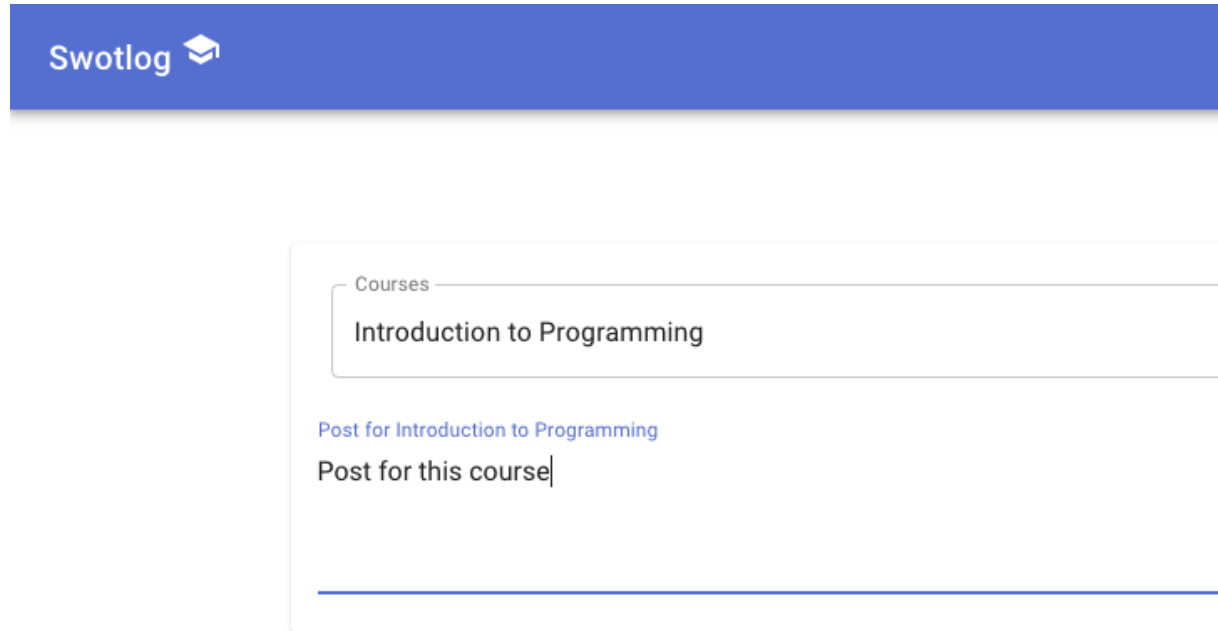 Swotlog
Courses
Introduction to Programming
Post for Introduction to Programming
Post for this course